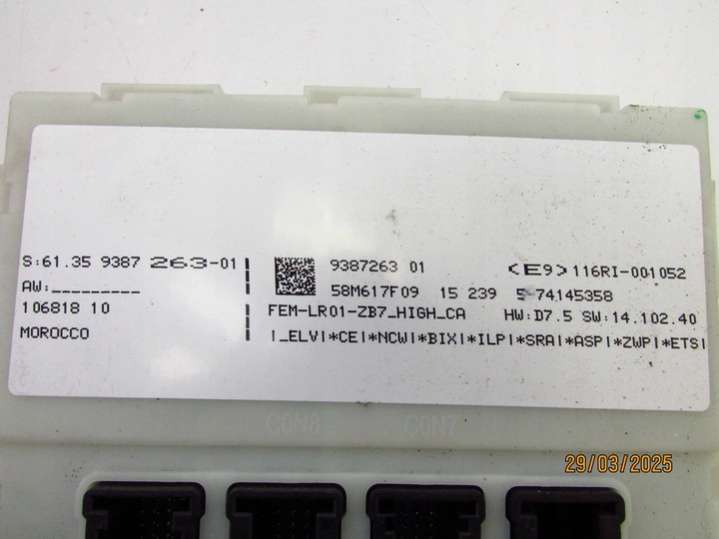 S:61.35 9387 263-01
AW:_________
106818 10
MOROCCO
9387263 01
58M617F09 15 239 5-74145358
FEM-LR01-ZB7_HIGH_CA
<E9>116RI-001052
HW:D7.5 SW:14.102.40
|_ELV|*CE|*NCW|*BIX|*ILP|*SRA|*ASP|*ZWP|*ETS|
CON8 CON7
29/03/2025